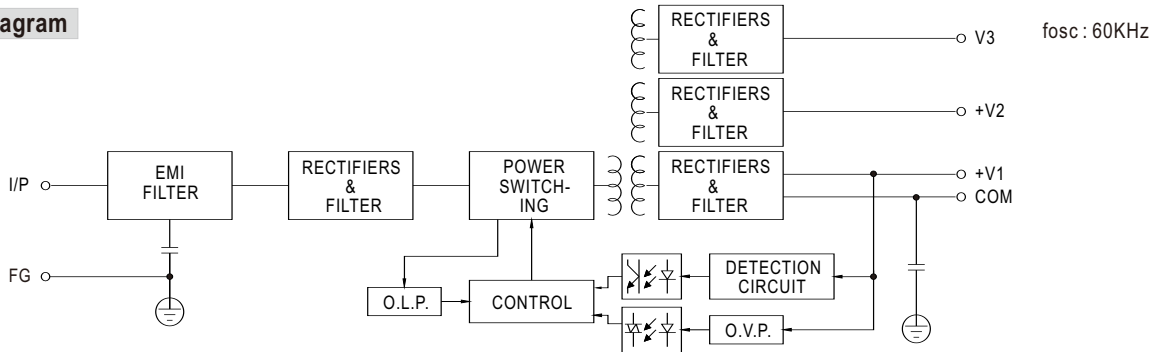 agram
RECTIFIERS
&
FILTER
V3
fosc : 60KHz
RECTIFIERS
&
FILTER
+V2
I/P
EMI
FILTER
RECTIFIERS
&
FILTER
POWER
SWITCH-
ING
RECTIFIERS
&
FILTER
+V1
COM
FG
O.L.P.
CONTROL
DETECTION
CIRCUIT
O.V.P.